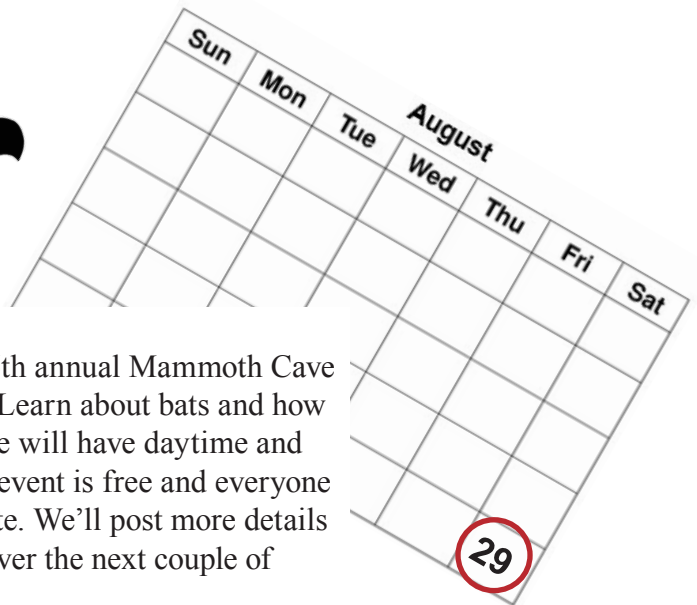 August
Sun Mon Tue Wed Thu Fri Sat
th annual Mammoth Cave
Learn about bats and how
e will have daytime and
event is free and everyone
te. We'll post more details
ver the next couple of
29